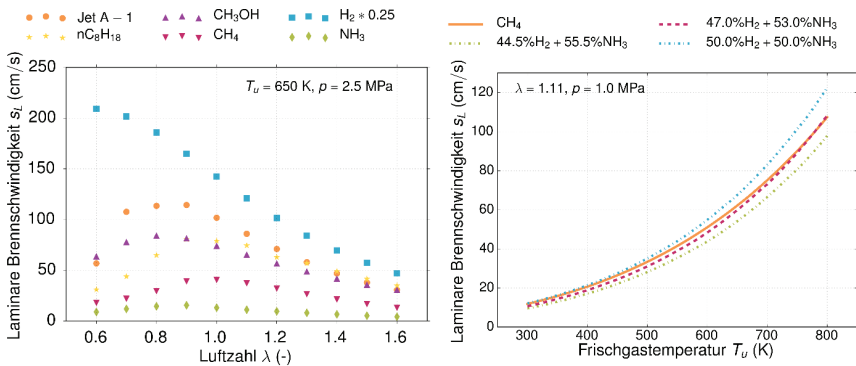 Jet A − 1
CH₃OH
H₂ ∗ 0.25
nC₈H₁₈
CH₄
NH₃
Laminare Brennschwindigkeit s_L (cm/s)
250
200
150
100
50
0
T_u = 650 K, p = 2.5 MPa
0.6
0.8
1.0
1.2
1.4
1.6
Luftzahl λ (-)
CH₄
47.0%H₂ + 53.0%NH₃
44.5%H₂ + 55.5%NH₃
50.0%H₂ + 50.0%NH₃
Laminare Brennschwindigkeit s_L (cm/s)
120
100
80
60
40
20
0
λ = 1.11, p = 1.0 MPa
300
400
500
600
700
800
Frischgastemperatur T_u (K)